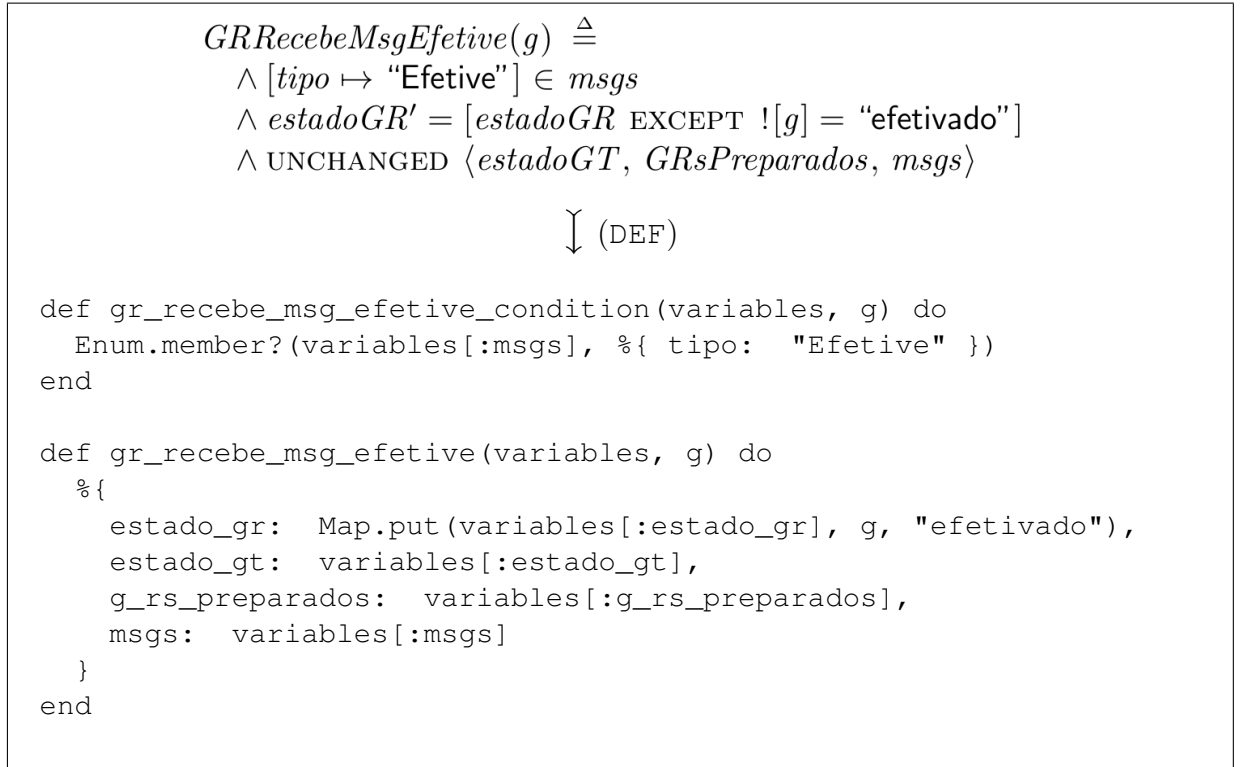 GRRecebeMsgEfetive(g) ≜
∧ [tipo ↦ “Efetive”] ∈ msgs
∧ estadoGR′ = [estadoGR EXCEPT ![g] = “efetivado”]
∧ UNCHANGED ⟨estadoGT, GRsPreparados, msgs⟩
↧ (DEF)
def gr_recebe_msg_efetive_condition(variables, g) do
Enum.member?(variables[:msgs], %{ tipo: "Efetive" })
end
def gr_recebe_msg_efetive(variables, g) do
%{
estado_gr: Map.put(variables[:estado_gr], g, "efetivado"),
estado_gt: variables[:estado_gt],
g_rs_preparados: variables[:g_rs_preparados],
msgs: variables[:msgs]
}
end